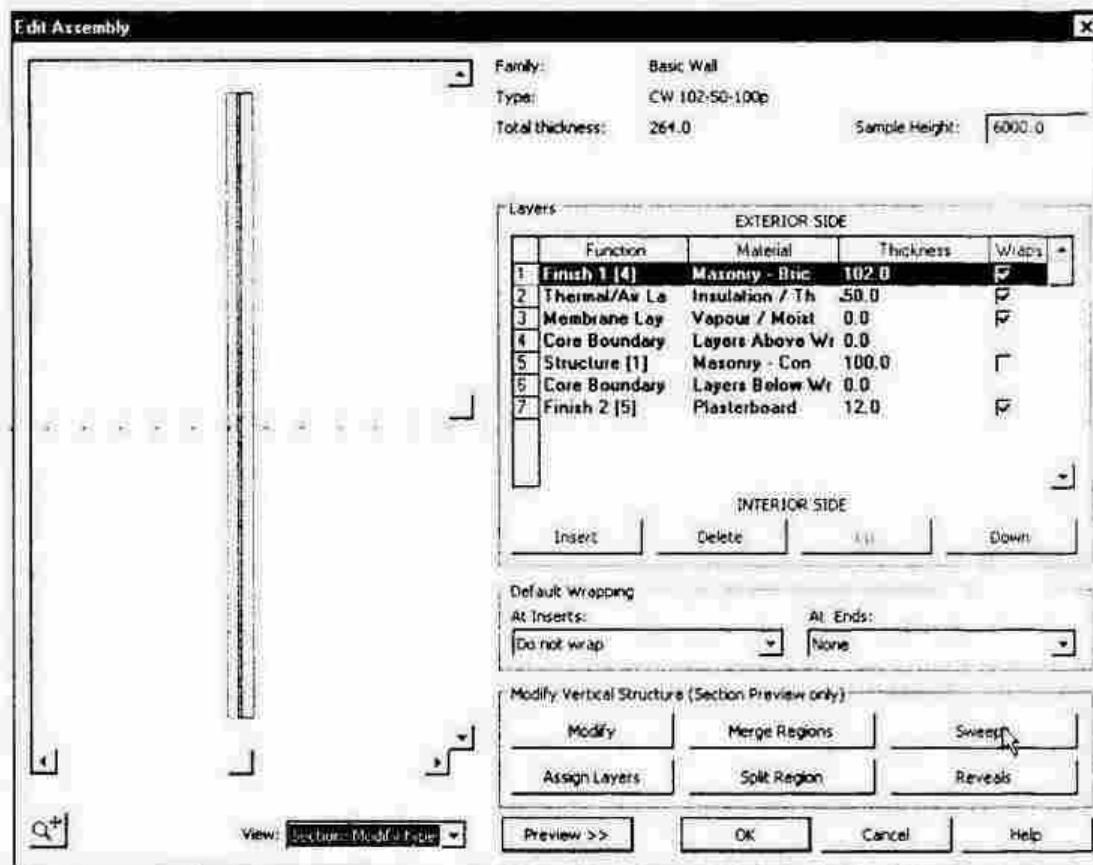 Edit Assembly
Family: Basic Wall
Type: CW 102-50-100p
Total thickness: 264.0 Sample Height: 6000.0
Layers
EXTERIOR SIDE
Function Material Thickness Wraps
1 Finish 1 [4] Masonry - Bric 102.0
2 Thermal/Air La Insulation / Th 50.0
3 Membrane Lay Vapour / Moist 0.0
4 Core Boundary Layers Above Wr 0.0
5 Structure [1] Masonry - Con 100.0
6 Core Boundary Layers Below Wr 0.0
7 Finish 2 [5] Plasterboard 12.0
INTERIOR SIDE
Insert Delete Up Down
Default Wrapping
At Inserts: At Ends:
Do not wrap None
Modify Vertical Structure (Section Preview only)
Modify Merge Regions Sweeps
Assign Layers Split Region Reveals
View: Section: Modify type Preview >> OK Cancel Help